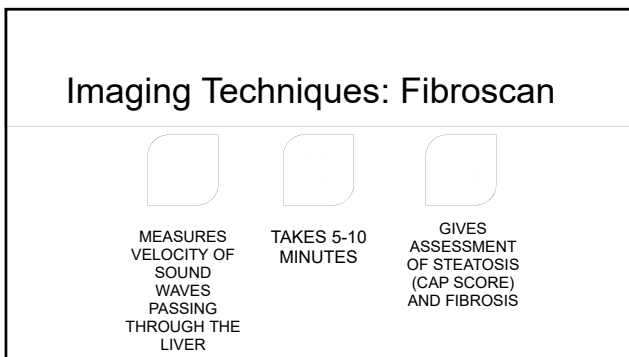 Imaging Techniques: Fibroscan
MEASURES
VELOCITY OF
SOUND
WAVES
PASSING
THROUGH THE
LIVER
TAKES 5-10
MINUTES
GIVES
ASSESSMENT
OF STEATOSIS
(CAP SCORE)
AND FIBROSIS